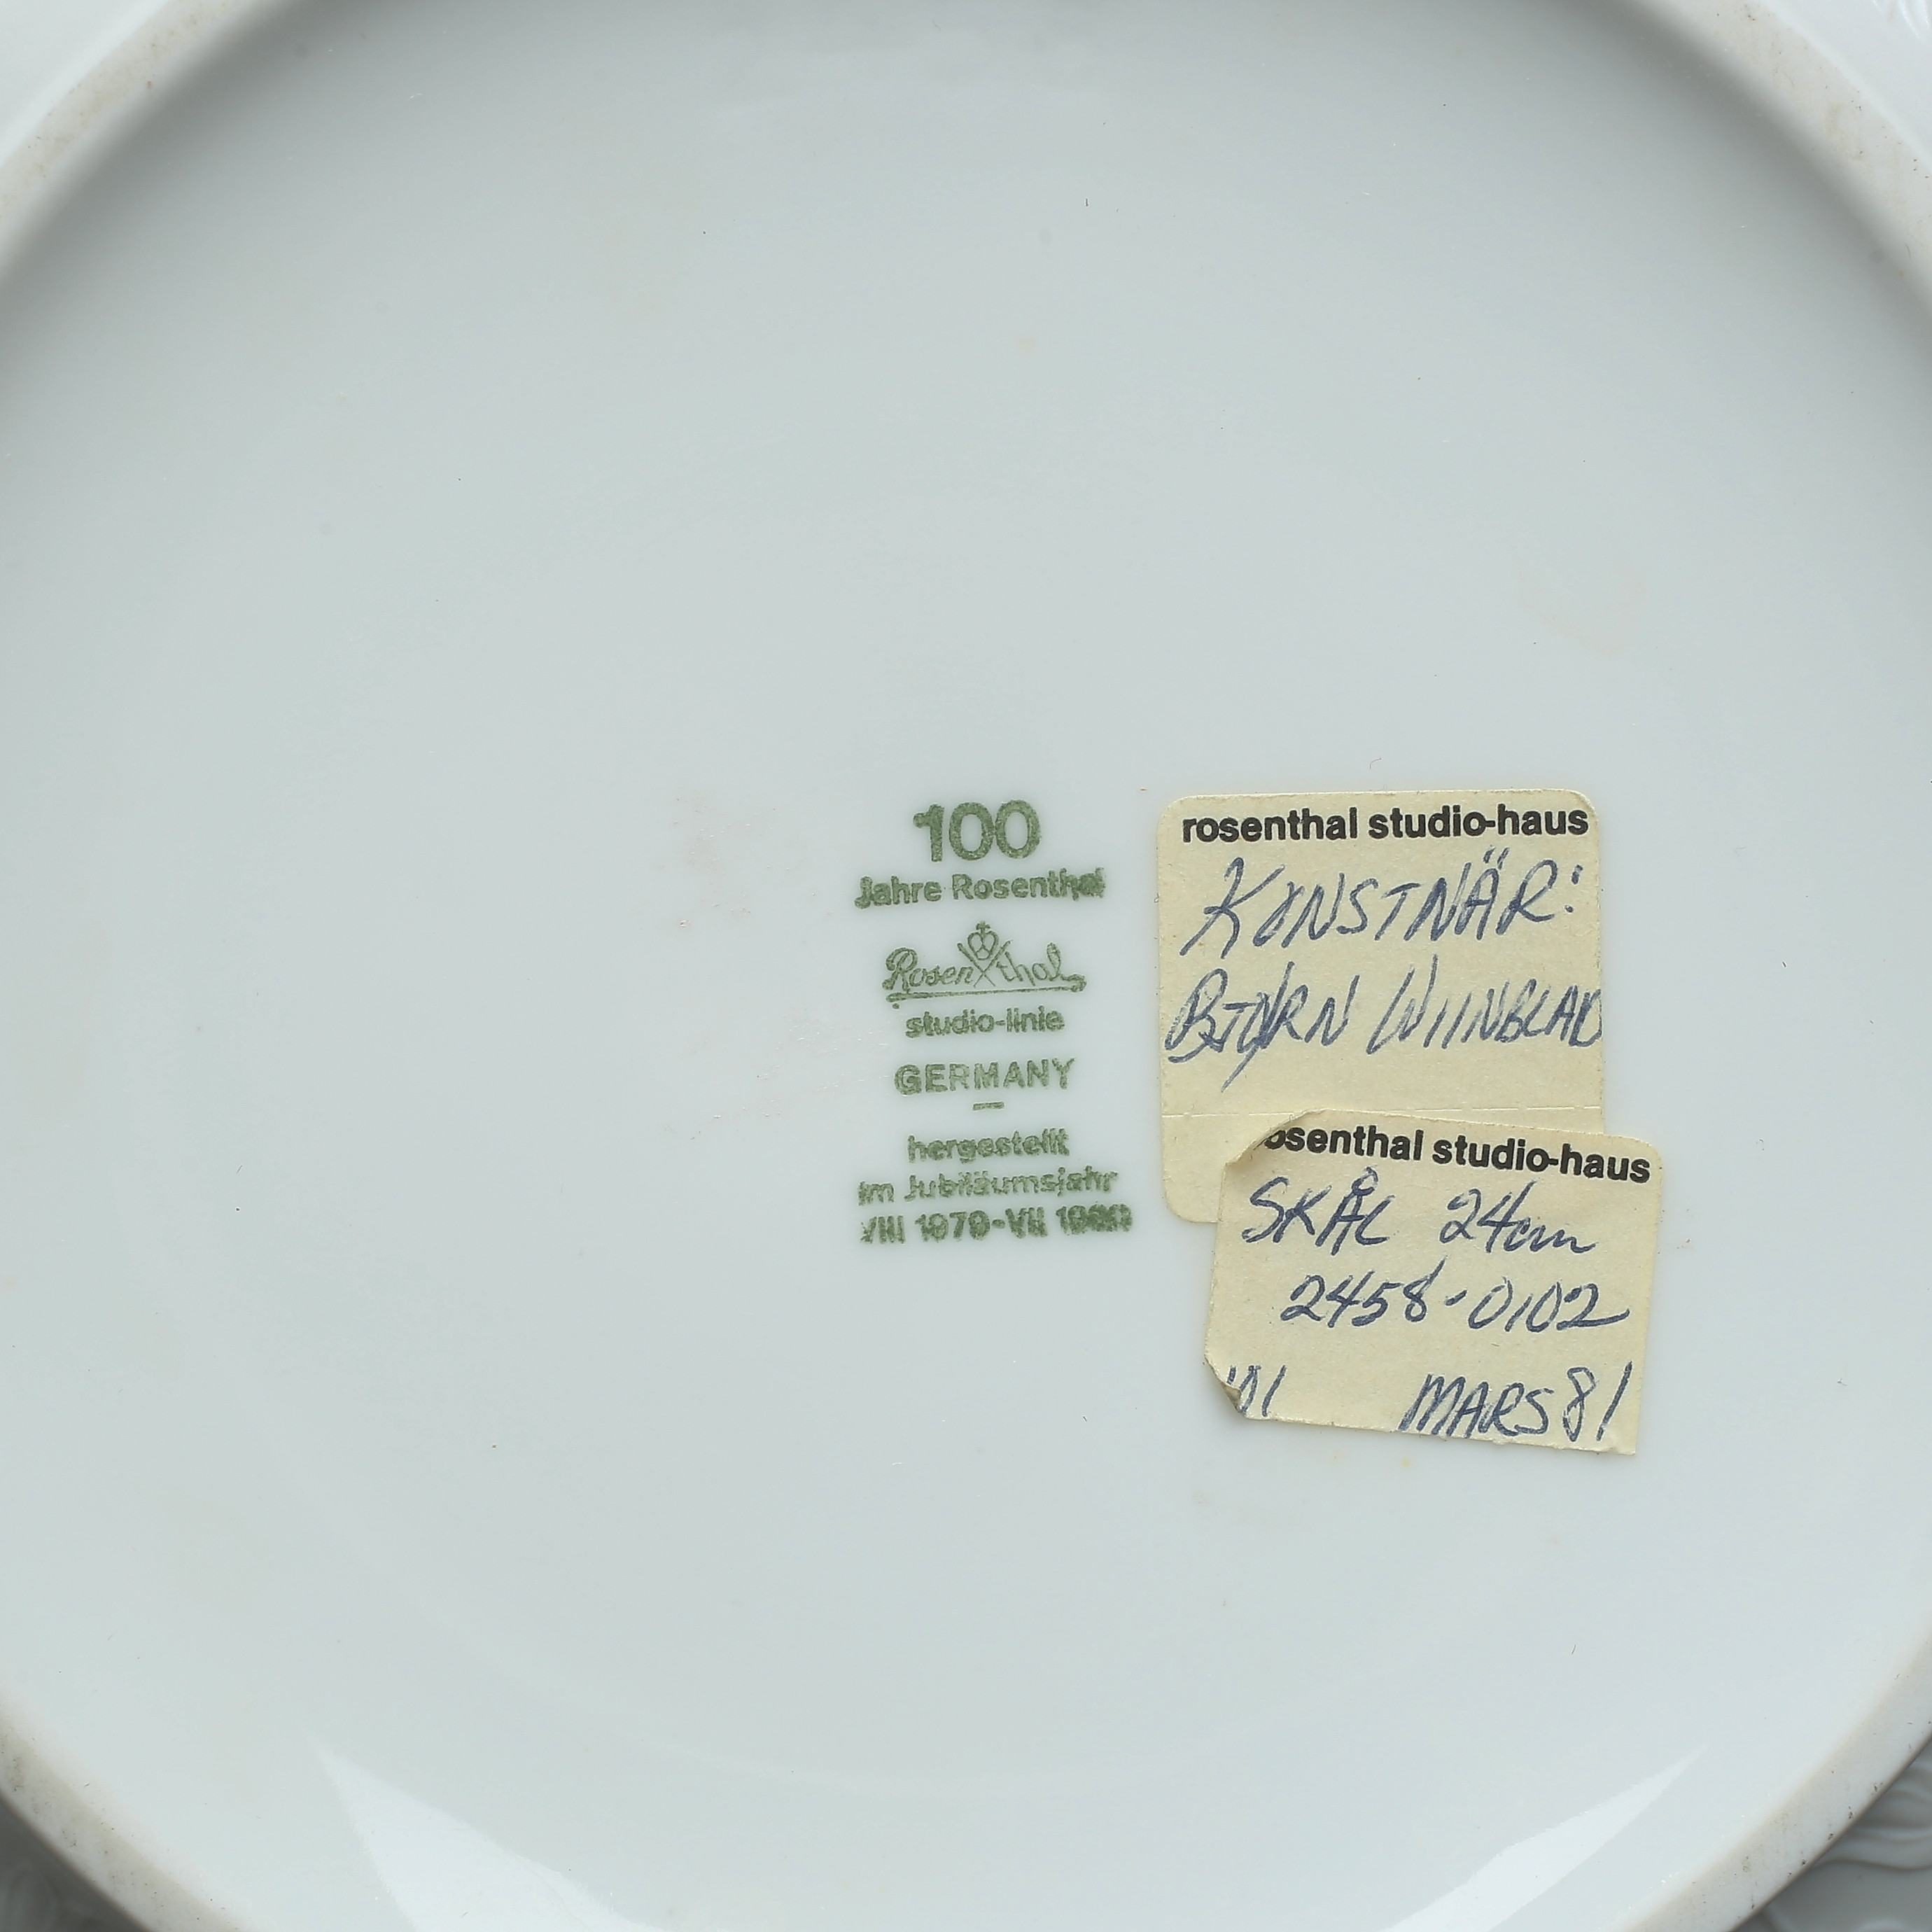 100
Jahre Rosenthal
Rosenthal
studio-linie
GERMANY
hergestellt
im Jubiläumsjahr
VIII 1979-VII 1980
rosenthal studio-haus
KONSTNÄR:
BJØRN WIINBLAD
osenthal studio-haus
SKÅL 24cm
2458-0102
MARS 81